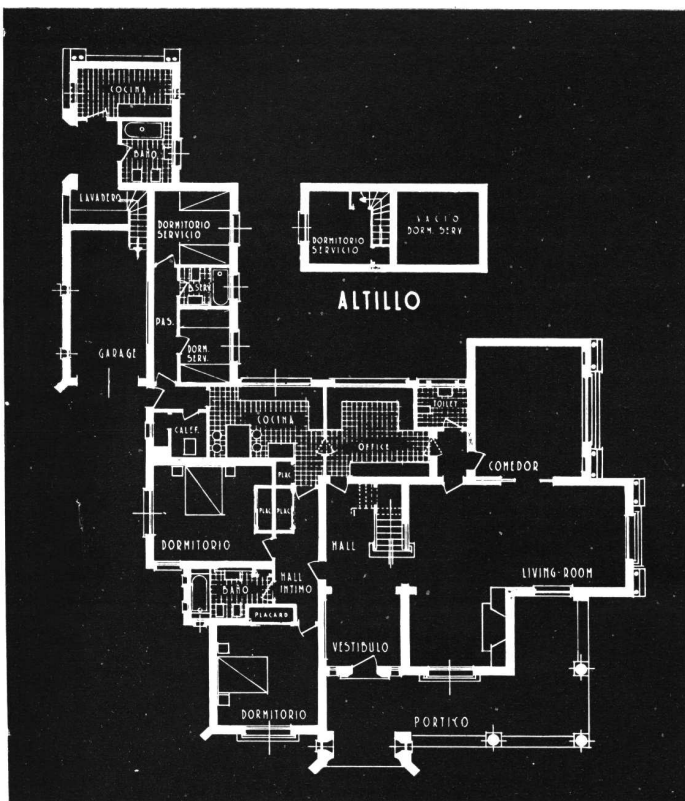 COCINA
BAÑO
LAVADERO
DORMITORIO
SERVICIO
DORMITORIO
SERVICIO
VACIO
DORM. SERV.
ALTILLO
B. SERV.
PAS.
DORM.
SERV.
GARAGE
TOILET
CALEF.
COCINA
OFFICE
COMEDOR
PLAC
PLAC
PLAC
DORMITORIO
HALL
LIVING-ROOM
HALL
INTIMO
BAÑO
PLACARD
VESTIBULO
DORMITORIO
PORTICO